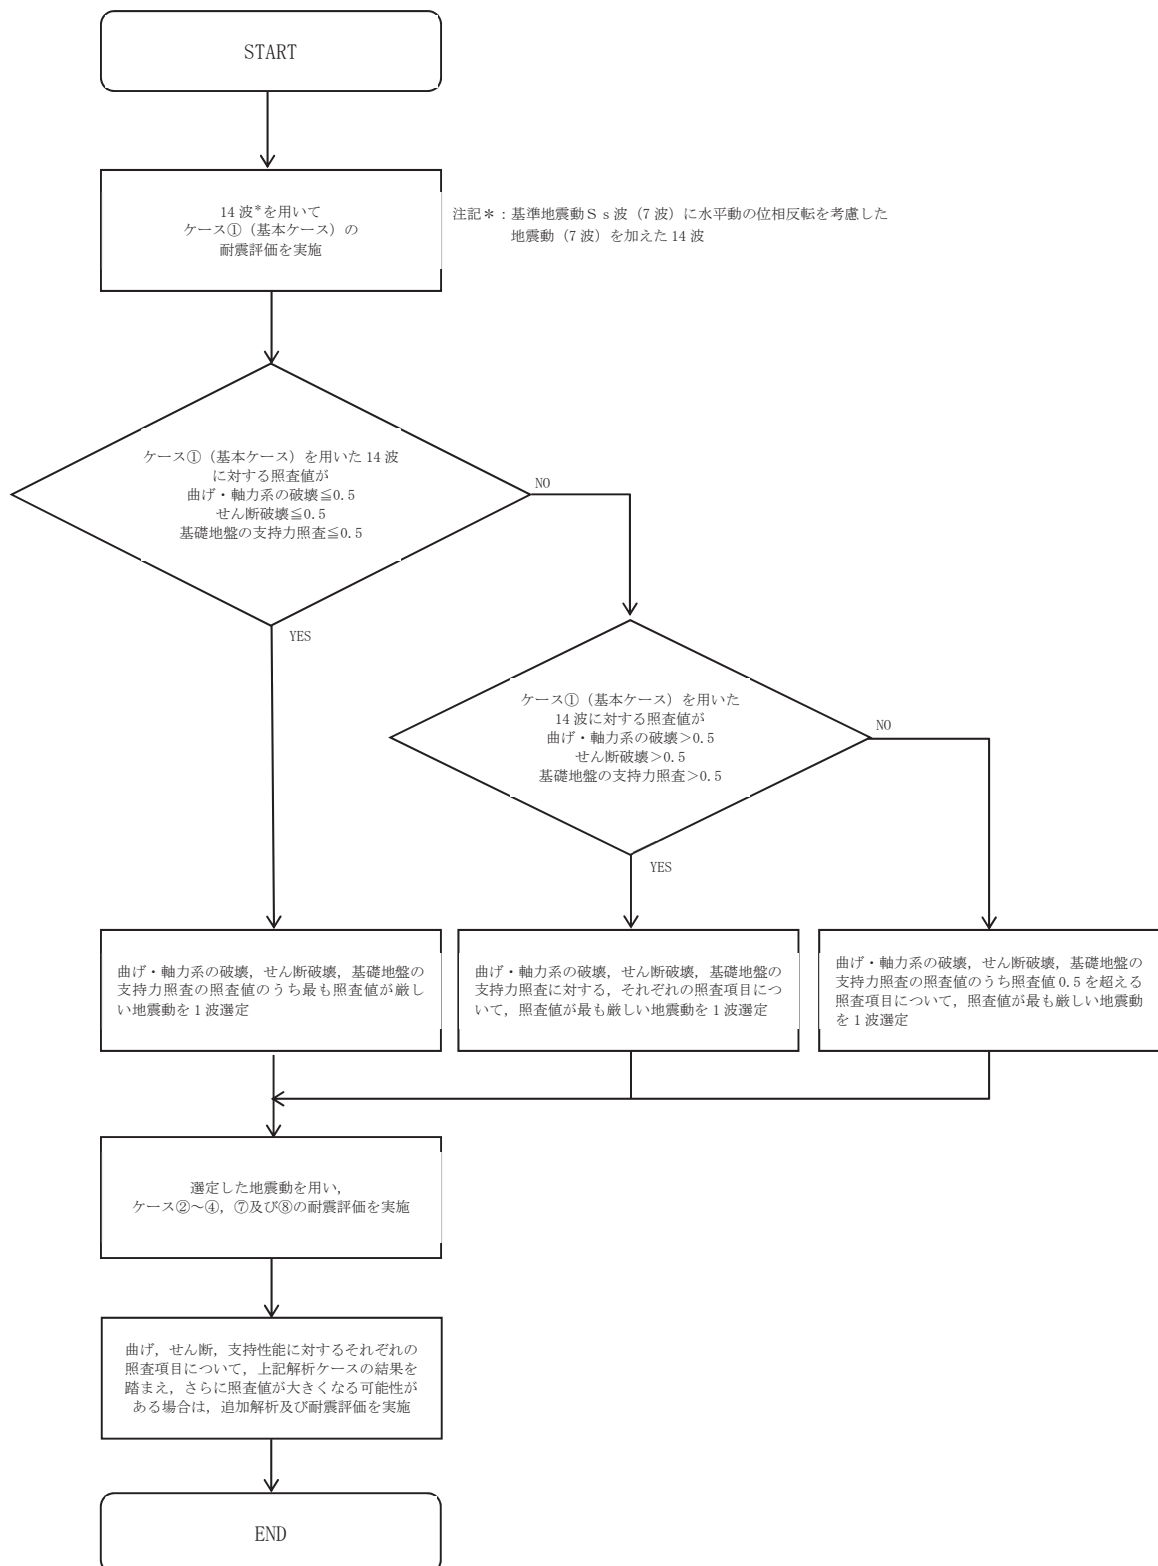 START
14 波*を用いて
ケース①（基本ケース）の
耐震評価を実施
注記＊：基準地震動Ｓｓ波（7 波）に水平動の位相反転を考慮した
地震動（7 波）を加えた 14 波
ケース①（基本ケース）を用いた 14 波
に対する照査値が
曲げ・軸力系の破壊≦0.5
せん断破壊≦0.5
基礎地盤の支持力照査≦0.5
NO
YES
ケース①（基本ケース）を用いた
14 波に対する照査値が
曲げ・軸力系の破壊＞0.5
せん断破壊＞0.5
基礎地盤の支持力照査＞0.5
NO
YES
曲げ・軸力系の破壊，せん断破壊，基礎地盤の
支持力照査の照査値のうち最も照査値が厳し
い地震動を 1 波選定
曲げ・軸力系の破壊，せん断破壊，基礎地盤の
支持力照査に対する，それぞれの照査項目につ
いて，照査値が最も厳しい地震動を 1 波選定
曲げ・軸力系の破壊，せん断破壊，基礎地盤の
支持力照査の照査値のうち照査値 0.5 を超える
照査項目について，照査値が最も厳しい地震動
を 1 波選定
選定した地震動を用い，
ケース②～④，⑦及び⑧の耐震評価を実施
曲げ，せん断，支持性能に対するそれぞれの
照査項目について，上記解析ケースの結果を
踏まえ，さらに照査値が大きくなる可能性が
ある場合は，追加解析及び耐震評価を実施
END